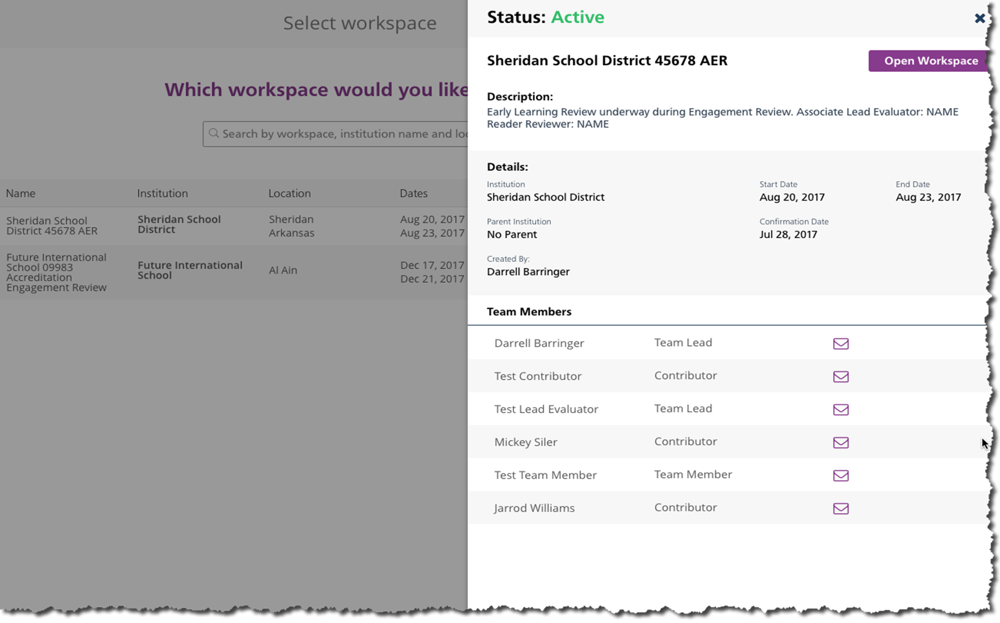 Select workspace
Which workspace would you like
Search by workspace, institution name and loc
Name Institution Location Dates
Sheridan School
District 45678 AER
Sheridan School
District
Sheridan
Arkansas
Aug 20, 2017
Aug 23, 2017
Future International
School 09983
Accreditation
Engagement Review
Future International
School
Al Ain
Dec 17, 2017
Dec 21, 2017
Status: Active
Sheridan School District 45678 AER
Open Workspace
Description:
Early Learning Review underway during Engagement Review. Associate Lead Evaluator: NAME
Reader Reviewer: NAME
Details:
Institution Start Date End Date
Sheridan School District Aug 20, 2017 Aug 23, 2017
Parent Institution Confirmation Date
No Parent Jul 28, 2017
Created By:
Darrell Barringer
Team Members
Darrell Barringer Team Lead
Test Contributor Contributor
Test Lead Evaluator Team Lead
Mickey Siler Contributor
Test Team Member Team Member
Jarrod Williams Contributor